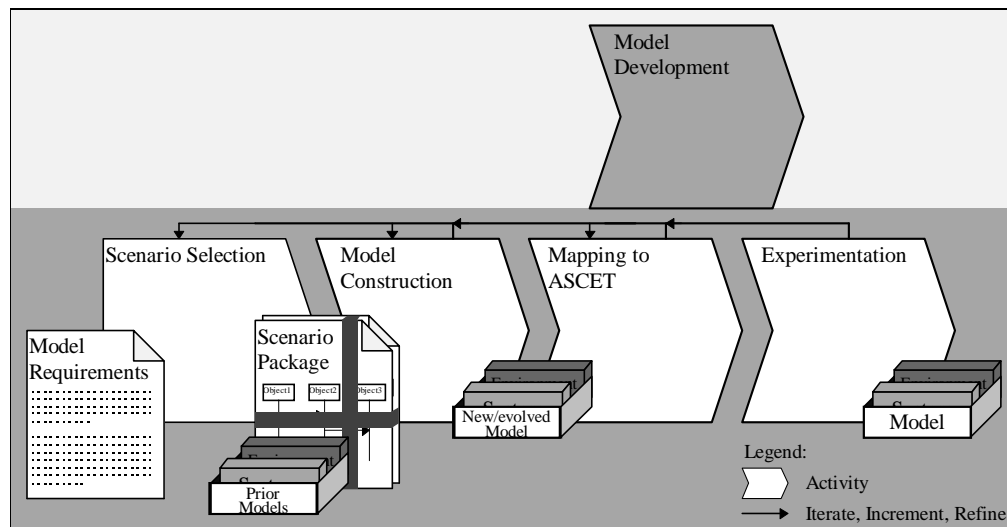 Model
Development
Scenario Selection
Model
Construction
Mapping to
ASCET
Experimentation
Model
Requirements
Scenario
Package
Object1
Object2
Object3
Prior
Models
New/evolved
Model
Model
Legend:
Activity
Iterate, Increment, Refine